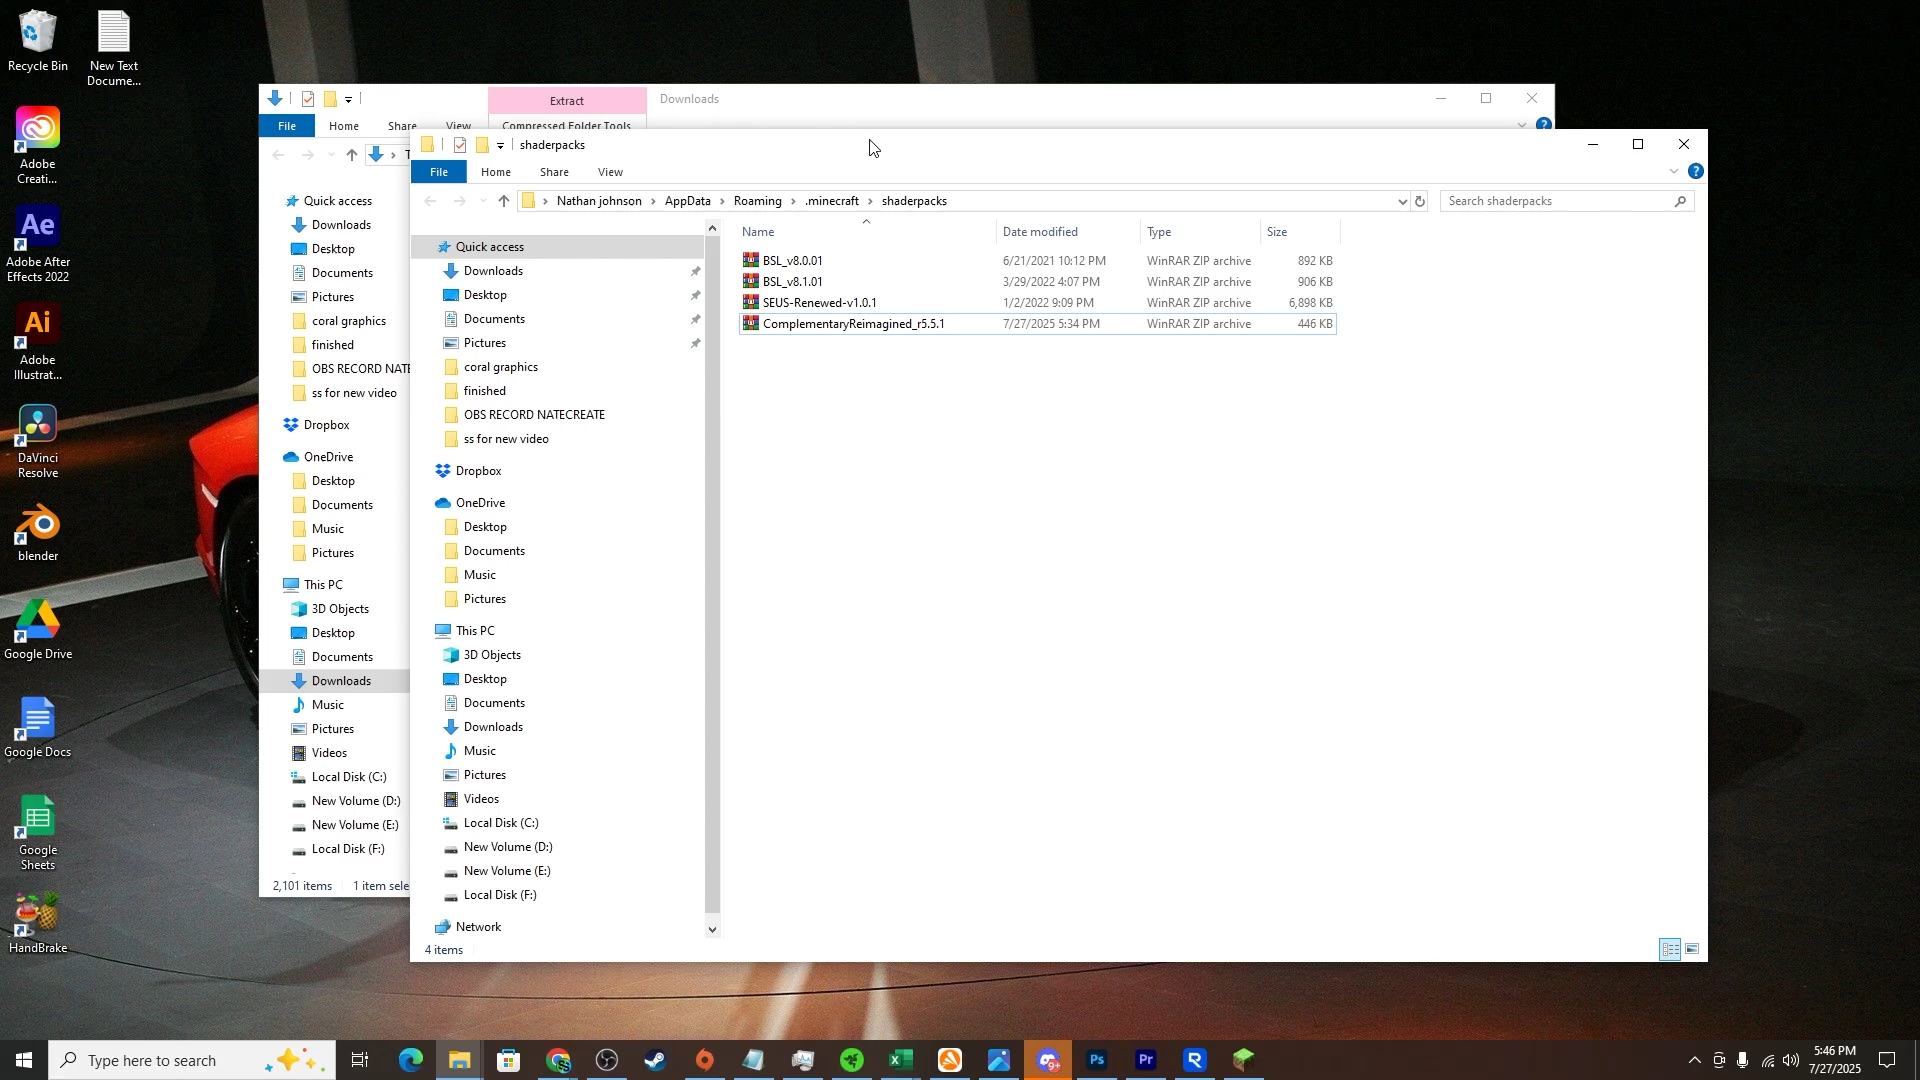 Recycle Bin
New Text
Docume...
Adobe
Creati...
Ae
Adobe After
Effects 2022
Ai
Adobe
Illustrat...
DaVinci
Resolve
blender
Google Drive
Google Docs
Google
Sheets
HandBrake
Extract
Downloads
File
Home
Share
View
Compressed Folder Tools
?
T
Quick access
Downloads
Desktop
Documents
Pictures
coral graphics
finished
OBS RECORD NATE
ss for new video
Dropbox
OneDrive
Desktop
Documents
Music
Pictures
This PC
3D Objects
Desktop
Documents
Downloads
Music
Pictures
Videos
Local Disk (C:)
New Volume (D:)
New Volume (E:)
Local Disk (F:)
2,101 items
1 item sele
shaderpacks
File
Home
Share
View
?
Nathan johnson
AppData
Roaming
.minecraft
shaderpacks
Search shaderpacks
Quick access
Downloads
Desktop
Documents
Pictures
coral graphics
finished
OBS RECORD NATECREATE
ss for new video
Dropbox
OneDrive
Desktop
Documents
Music
Pictures
This PC
3D Objects
Desktop
Documents
Downloads
Music
Pictures
Videos
Local Disk (C:)
New Volume (D:)
New Volume (E:)
Local Disk (F:)
Network
Name Date modified Type Size
BSL_v8.0.01 6/21/2021 10:12 PM WinRAR ZIP archive 892 KB
BSL_v8.1.01 3/29/2022 4:07 PM WinRAR ZIP archive 906 KB
SEUS-Renewed-v1.0.1 1/2/2022 9:09 PM WinRAR ZIP archive 6,898 KB
ComplementaryReimagined_r5.5.1 7/27/2025 5:34 PM WinRAR ZIP archive 446 KB
4 items
Type here to search
9+
Ps
Pr
R
5:46 PM
7/27/2025